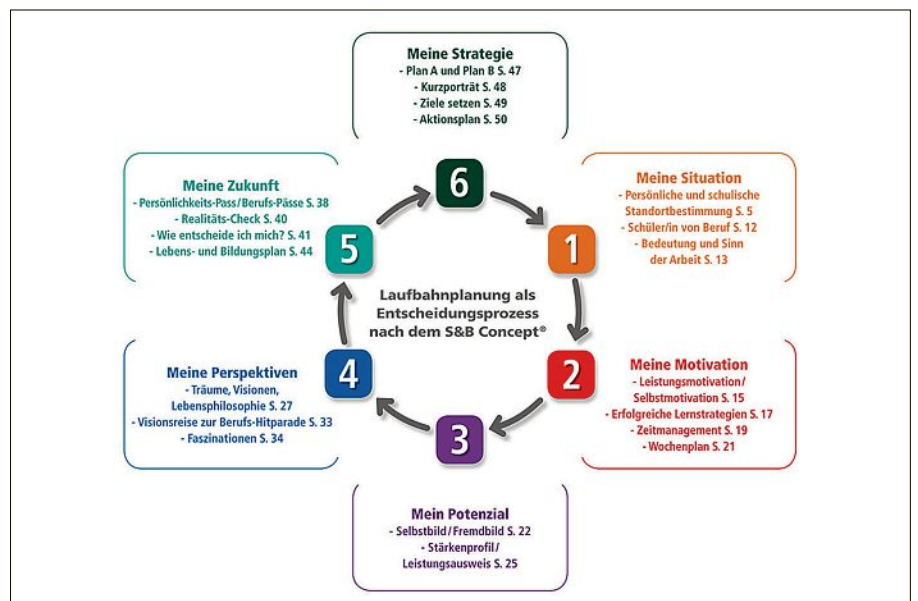 Meine Strategie
- Plan A und Plan B S. 47
- Kurzporträt S. 48
- Ziele setzen S. 49
- Aktionsplan S. 50
6
Meine Situation
- Persönliche und schulische
Standortbestimmung S. 5
- Schüler/in von Beruf S. 12
- Bedeutung und Sinn
der Arbeit S. 13
1
Meine Motivation
- Leistungsmotivation/
Selbstmotivation S. 15
- Erfolgreiche Lernstrategien S. 17
- Zeitmanagement S. 19
- Wochenplan S. 21
2
Mein Potenzial
- Selbstbild/Fremdbild S. 22
- Stärkenprofil/
Leistungsausweis S. 25
3
Meine Perspektiven
- Träume, Visionen,
Lebensphilosophie S. 27
- Visionsreise zur Berufs-Hitparade S. 33
- Faszinationen S. 34
4
Meine Zukunft
- Persönlichkeits-Pass/Berufs-Pässe S. 38
- Realitäts-Check S. 40
- Wie entscheide ich mich? S. 41
- Lebens- und Bildungsplan S. 44
5
Laufbahnplanung als
Entscheidungsprozess
nach dem S&B Concept®